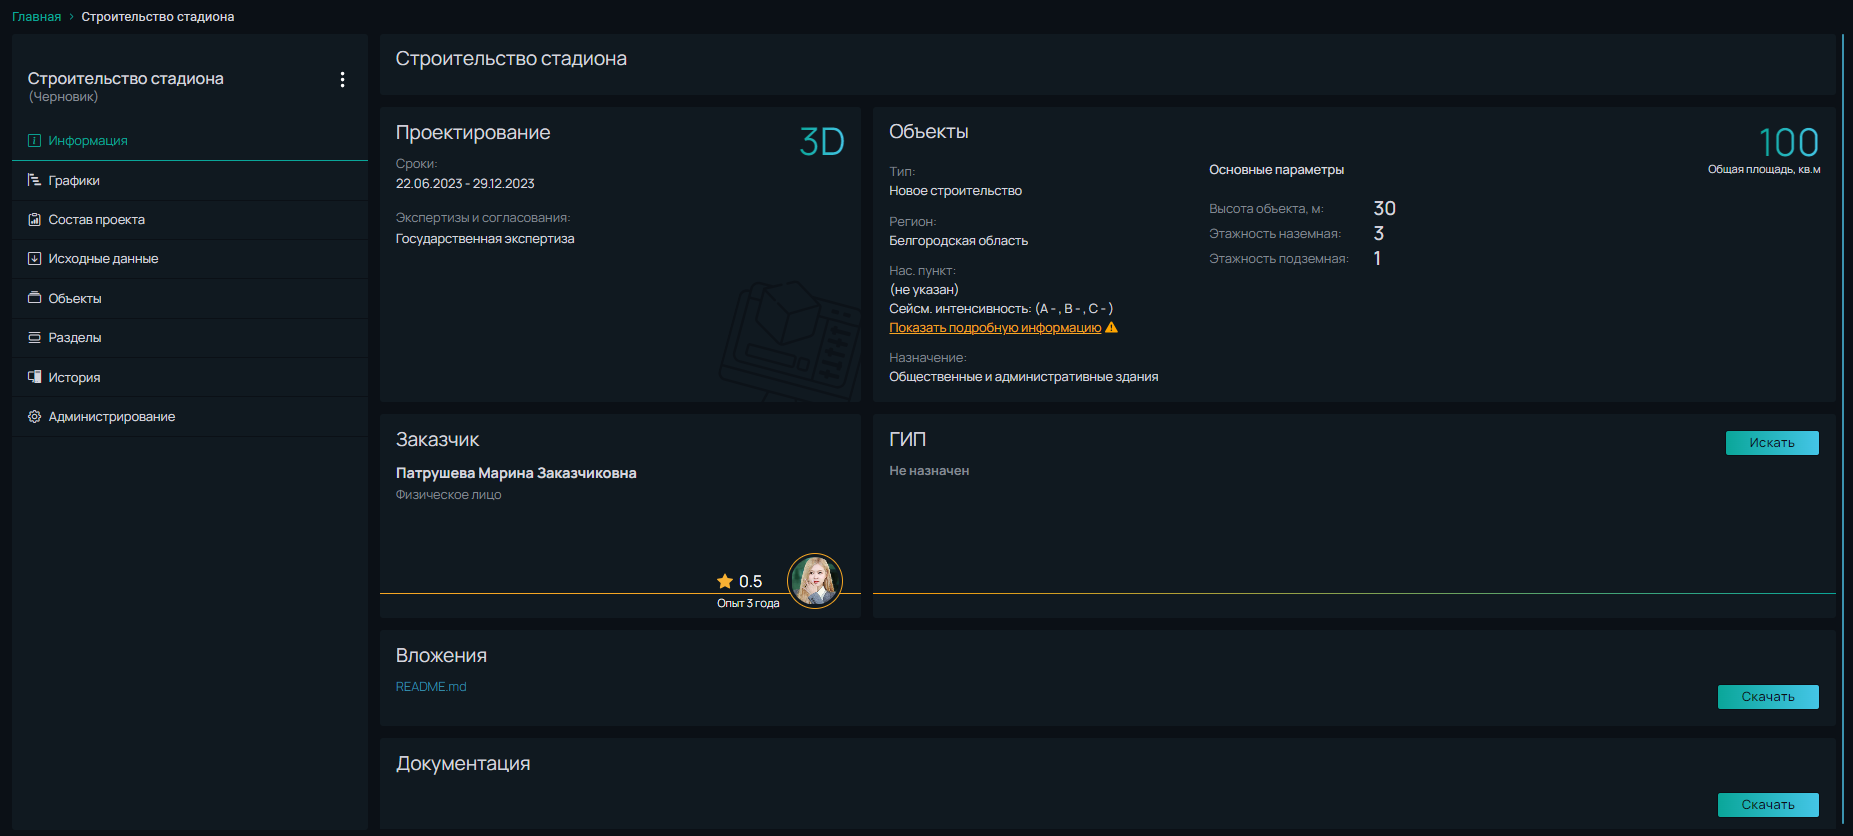 Главная > Строительство стадиона
Строительство стадиона
(Черновик)
Информация
Графики
Состав проекта
Исходные данные
Объекты
Разделы
История
Администрирование
Строительство стадиона
Проектирование
3D
Сроки:
22.06.2023 - 29.12.2023
Экспертизы и согласования:
Государственная экспертиза
Объекты
100
Общая площадь, кв.м
Тип:
Новое строительство
Регион:
Белгородская область
Нас. пункт:
(не указан)
Сейсм. интенсивность: (A - , B - , C - )
Показать подробную информацию
Назначение:
Общественные и административные здания
Основные параметры
Высота объекта, м: 30
Этажность наземная: 3
Этажность подземная: 1
Заказчик
Патрушева Марина Заказчиковна
Физическое лицо
0.5
Опыт 3 года
ГИП
Искать
Не назначен
Вложения
README.md
Скачать
Документация
Скачать